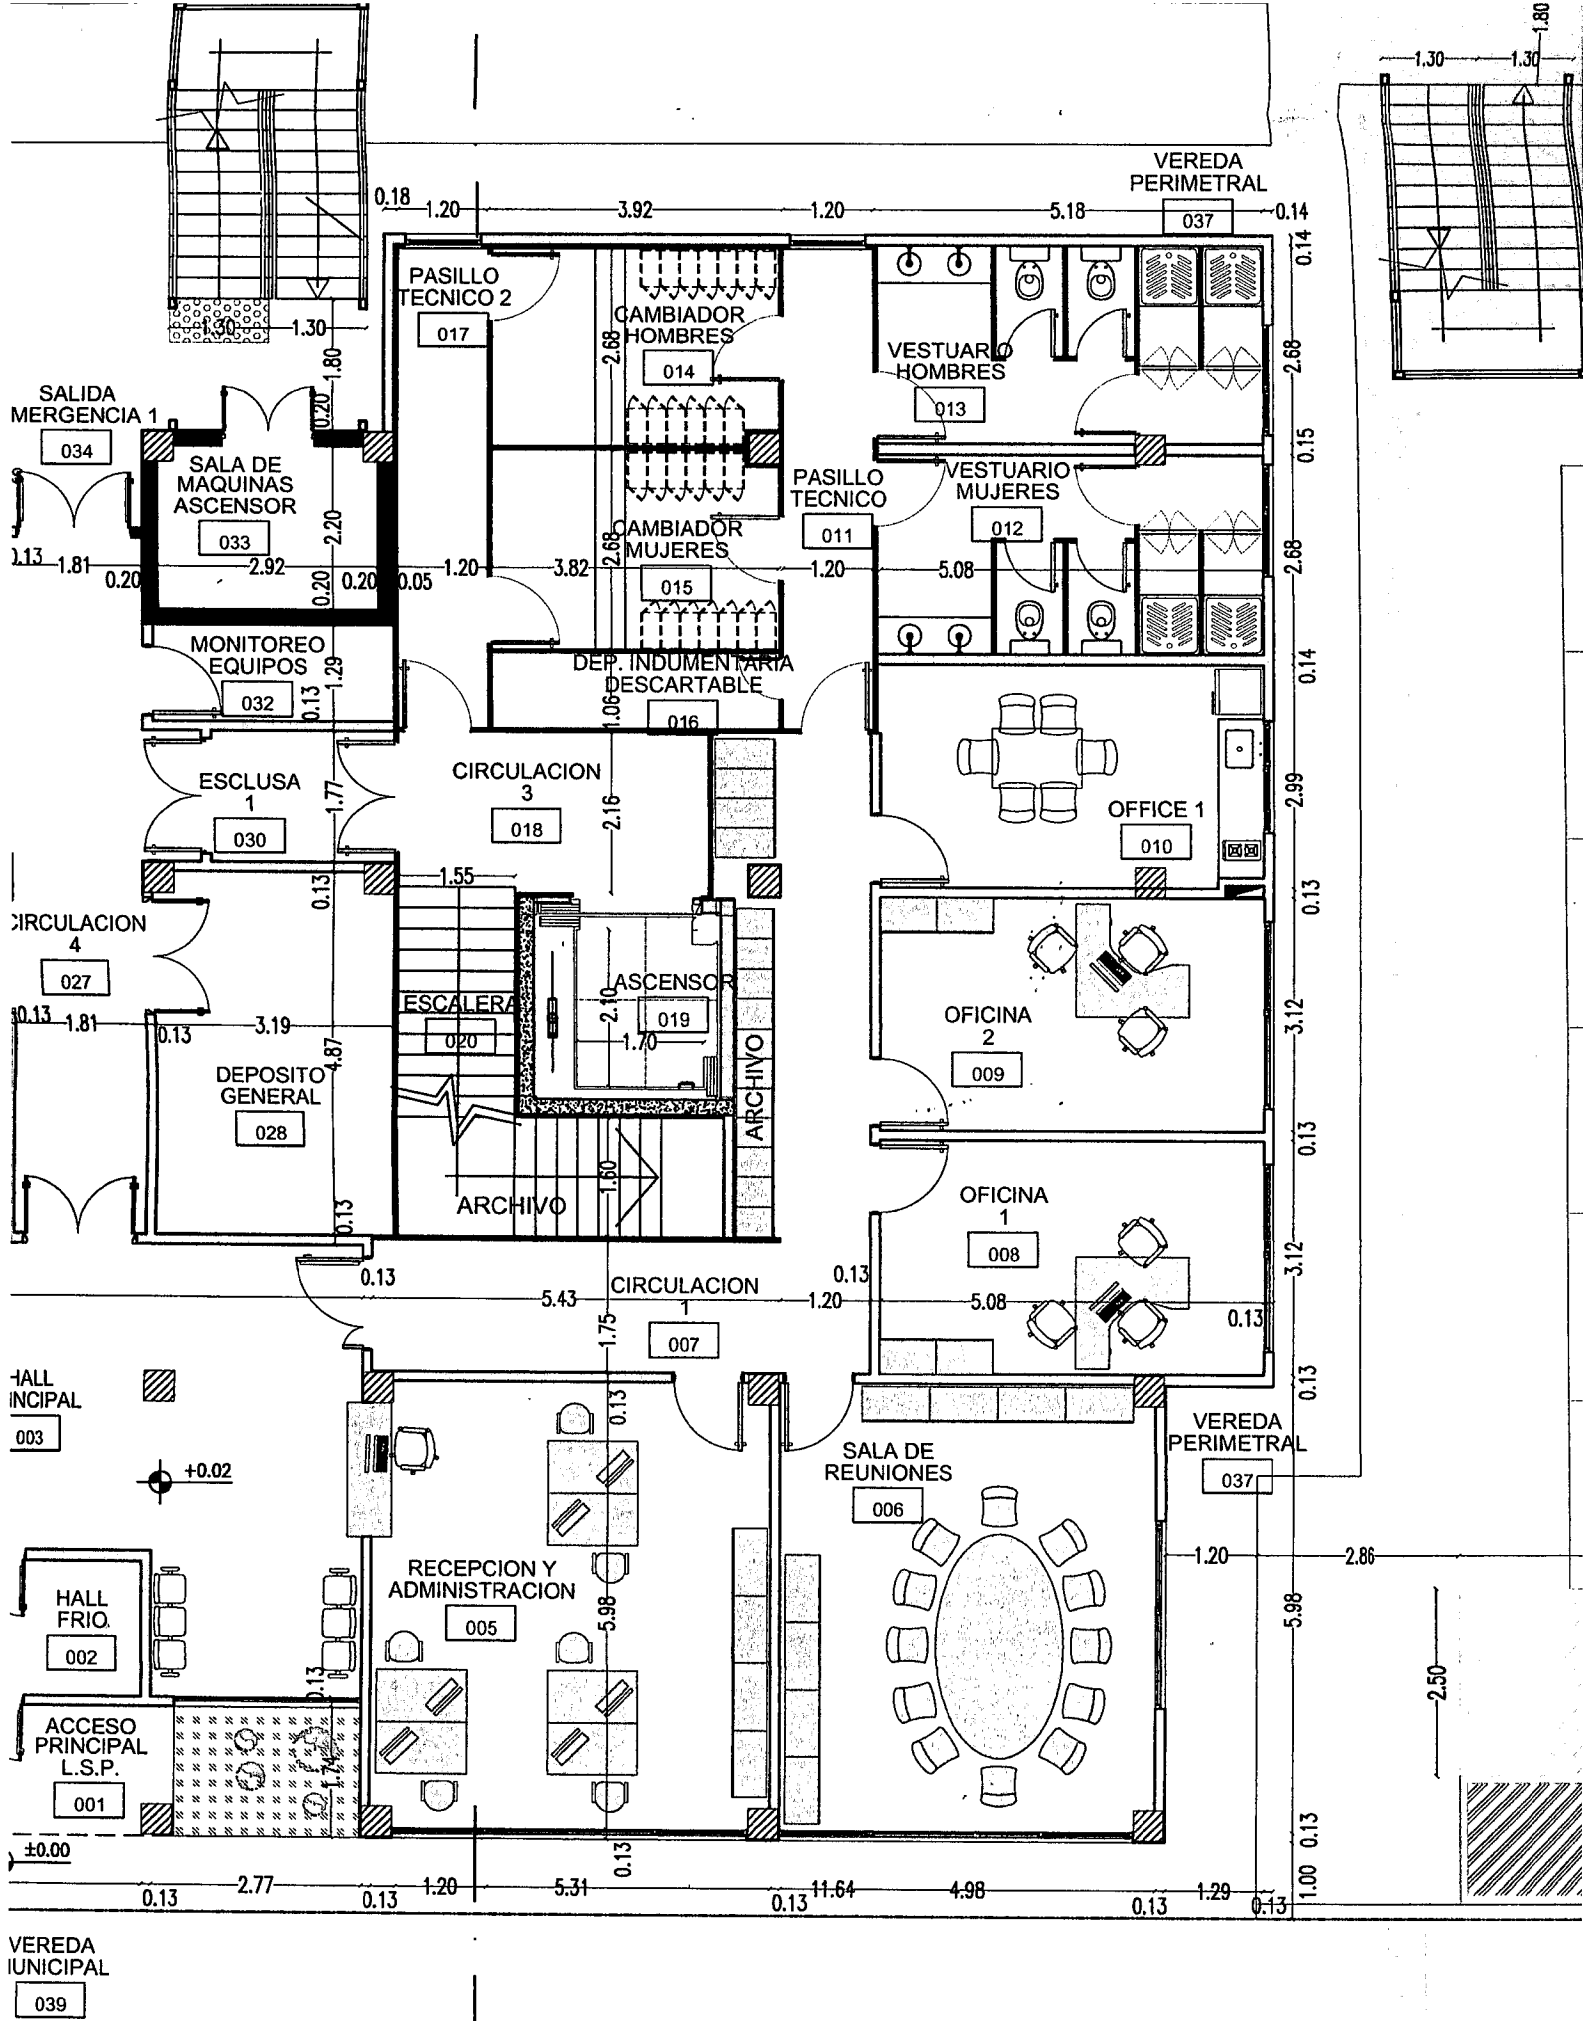 1.80
1.30
1.30
VEREDA
PERIMETRAL
037
0.18
1.20
3.92
1.20
5.18
0.14
0.14
PASILLO
TECNICO 2
017
CAMBIADOR
HOMBRES
014
2.68
VESTUARIO
HOMBRES
013
2.68
1.30
1.30
1.80
0.20
SALIDA
MERGENCIA 1
034
SALA DE
MAQUINAS
ASCENSOR
033
2.20
0.15
PASILLO
TECNICO
011
VESTUARIO
MUJERES
012
CAMBIADOR
MUJERES
015
2.68
2.68
0.13
1.81
0.20
2.92
0.20
0.20
0.05
1.20
3.82
1.20
5.08
MONITOREO
EQUIPOS
032
1.29
0.13
DEP. INDUMENTARIA
DESCARTABLE
016
1.06
0.14
ESCLUSA
1
030
1.77
CIRCULACION
3
018
2.16
OFFICE 1
010
2.99
0.13
1.55
0.13
CIRCULACION
4
027
0.13
1.81
0.13
3.19
4.87
ESCALERA
020
ASCENSOR
019
2.10
1.70
ARCHIVO
OFICINA
2
009
3.12
DEPOSITO
GENERAL
028
0.13
ARCHIVO
1.60
0.13
OFICINA
1
008
3.12
0.13
CIRCULACION
1
007
0.13
5.43
1.20
5.08
0.13
1.75
HALL
INCIPAL
003
0.13
0.13
VEREDA
PERIMETRAL
037
SALA DE
REUNIONES
006
+0.02
RECEPCION Y
ADMINISTRACION
005
5.98
1.20
2.86
5.98
HALL
FRIO.
002
0.13
2.50
ACCESO
PRINCIPAL
L.S.P.
001
1.74
±0.00
0.13
0.13
1.00
0.13
2.77
0.13
1.20
5.31
0.13
11.64
4.98
0.13
1.29
0.13
VEREDA
IUNICIPAL
039